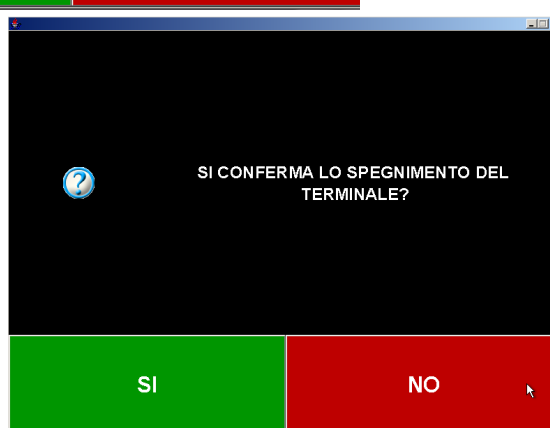 SI CONFERMA LO SPEGNIMENTO DEL
TERMINALE?
SI
NO